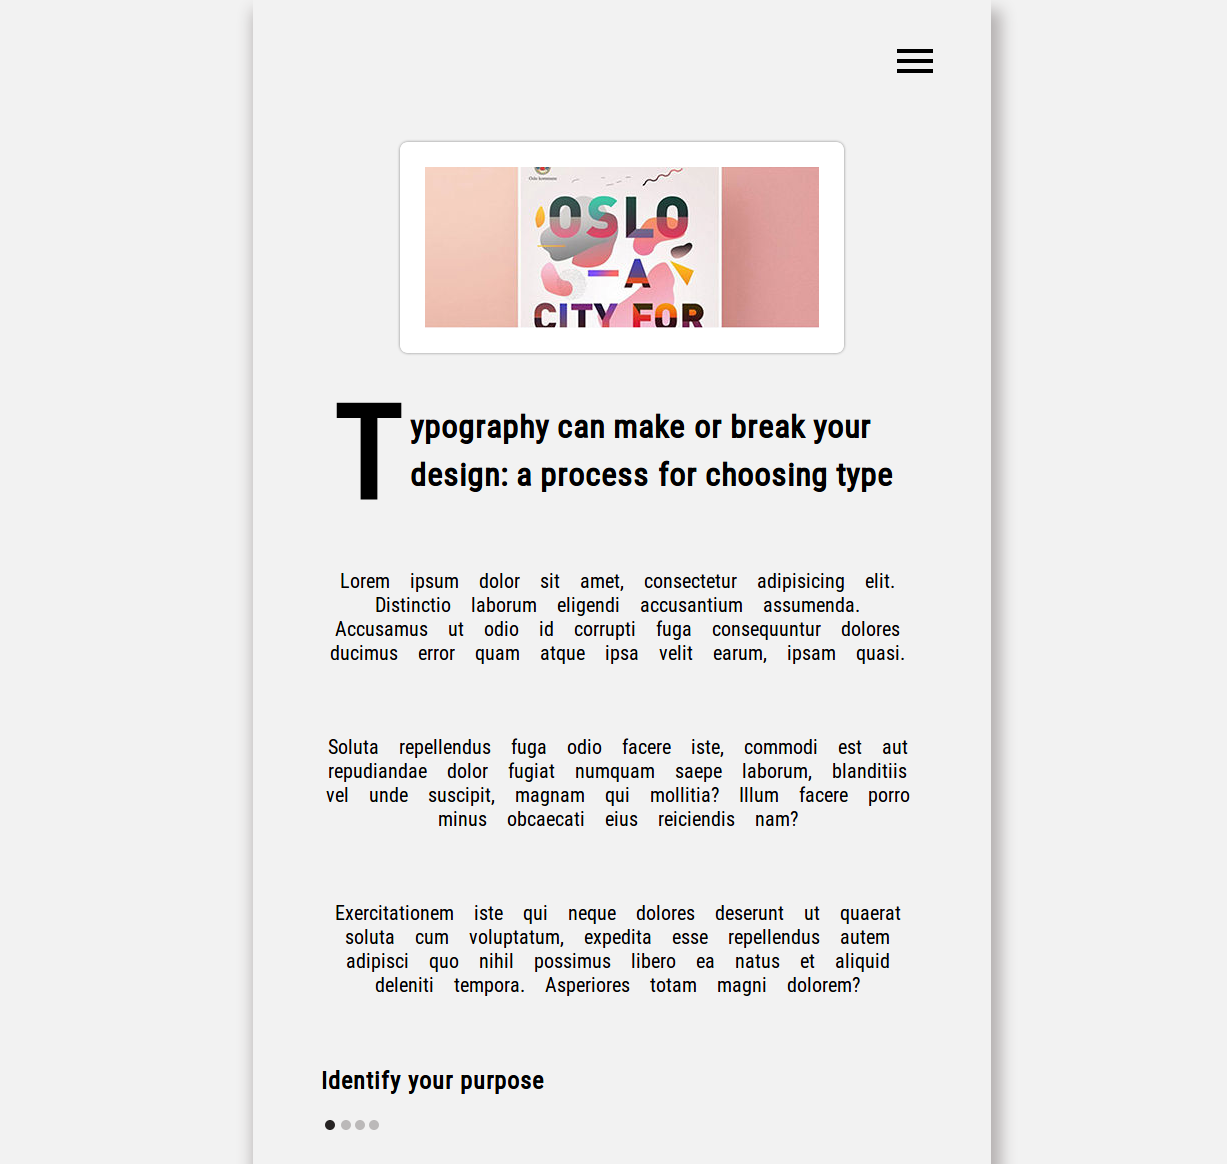 Oslo kommune
OSLO
A
CITY FOR
Typography can make or break your
design: a process for choosing type
Lorem ipsum dolor sit amet, consectetur adipisicing elit.
Distinctio laborum eligendi accusantium assumenda.
Accusamus ut odio id corrupti fuga consequuntur dolores
ducimus error quam atque ipsa velit earum, ipsam quasi.
Soluta repellendus fuga odio facere iste, commodi est aut
repudiandae dolor fugiat numquam saepe laborum, blanditiis
vel unde suscipit, magnam qui mollitia? Illum facere porro
minus obcaecati eius reiciendis nam?
Exercitationem iste qui neque dolores deserunt ut quaerat
soluta cum voluptatum, expedita esse repellendus autem
adipisci quo nihil possimus libero ea natus et aliquid
deleniti tempora. Asperiores totam magni dolorem?
Identify your purpose